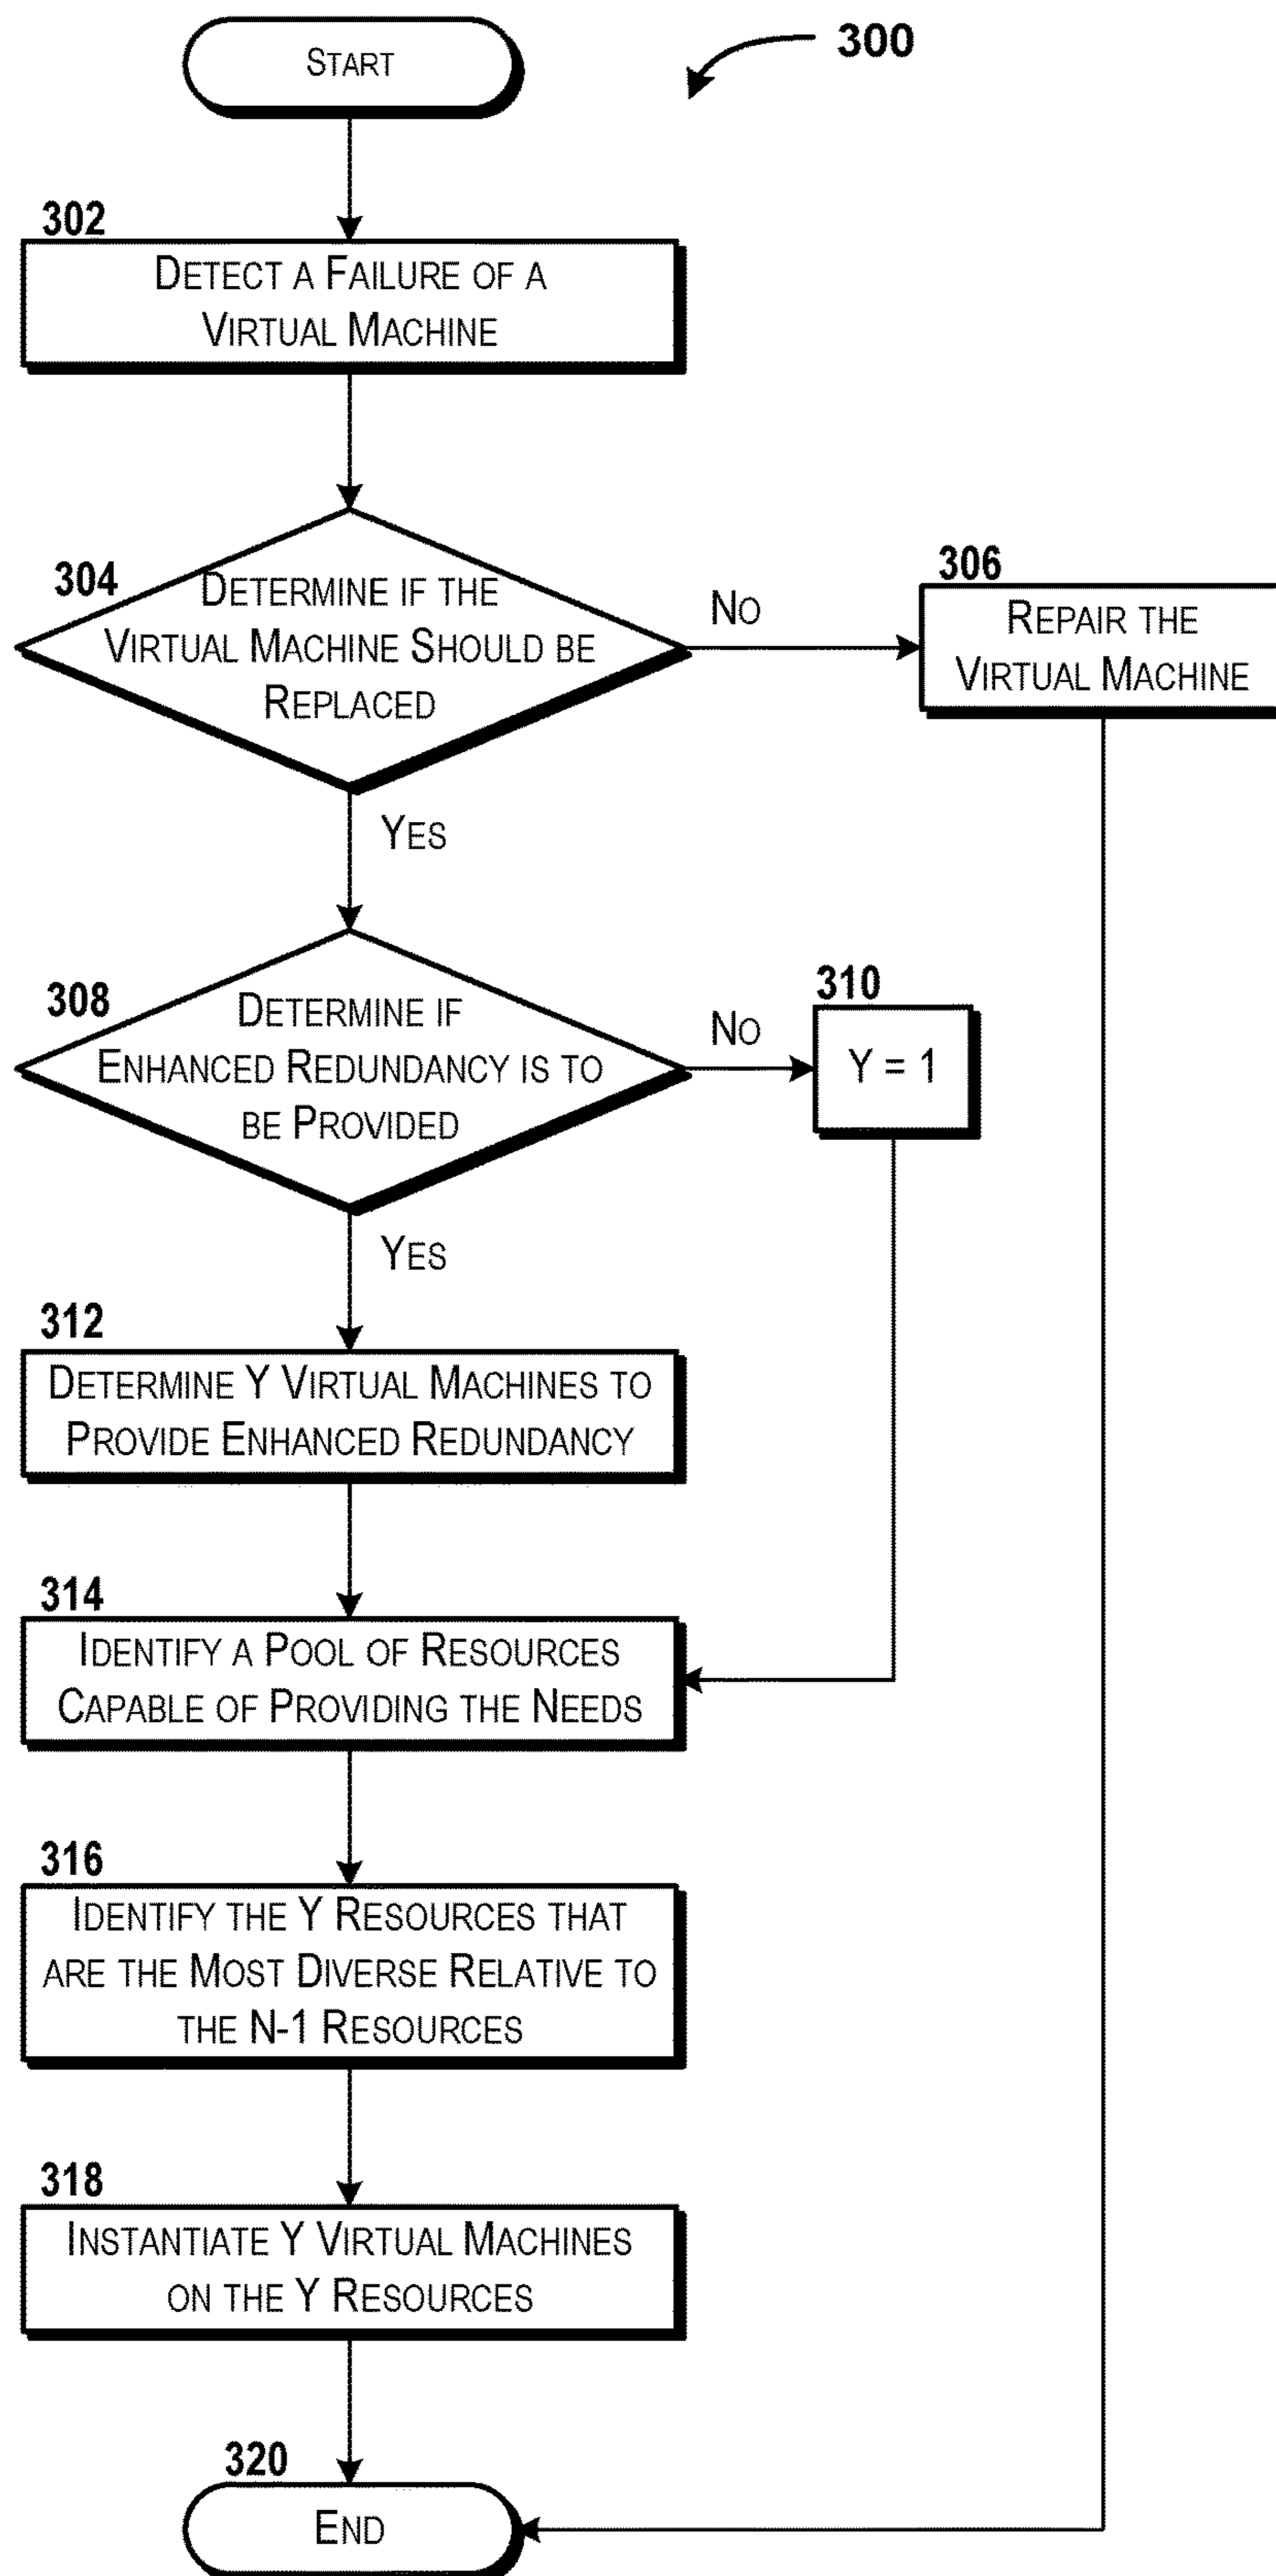 START
300
302
DETECT A FAILURE OF A
VIRTUAL MACHINE
304
DETERMINE IF THE
VIRTUAL MACHINE SHOULD BE
REPLACED
NO
306
REPAIR THE
VIRTUAL MACHINE
YES
308
DETERMINE IF
ENHANCED REDUNDANCY IS TO
BE PROVIDED
NO
310
Y = 1
YES
312
DETERMINE Y VIRTUAL MACHINES TO
PROVIDE ENHANCED REDUNDANCY
314
IDENTIFY A POOL OF RESOURCES
CAPABLE OF PROVIDING THE NEEDS
316
IDENTIFY THE Y RESOURCES THAT
ARE THE MOST DIVERSE RELATIVE TO
THE N-1 RESOURCES
318
INSTANTIATE Y VIRTUAL MACHINES
ON THE Y RESOURCES
320
END